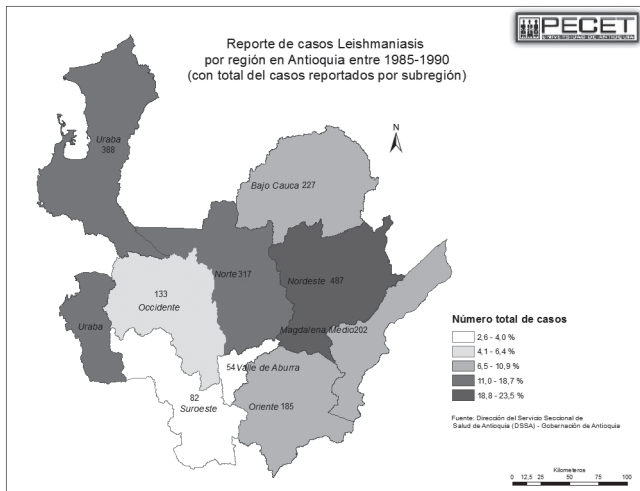 PECET
UNIVERSIDAD DE ANTIOQUIA
Reporte de casos Leishmaniasis
por región en Antioquia entre 1985-1990
(con total del casos reportados por subregión)
N
Uraba
388
Bajo Cauca 227
Norte 317
Nordeste 487
133
Occidente
Uraba
Magdalena Medio 202
54 Valle de Aburra
82
Suroeste
Oriente 185
Número total de casos
2,6 - 4,0 %
4,1 - 6,4 %
6,5 - 10,9 %
11,0 - 18,7 %
18,8 - 23,5 %
Fuente: Dirección del Servicio Seccional de
Salud de Antioquia (DSSA) - Gobernación de Antioquia
Kilometeros
0 12,5 25 50 75 100